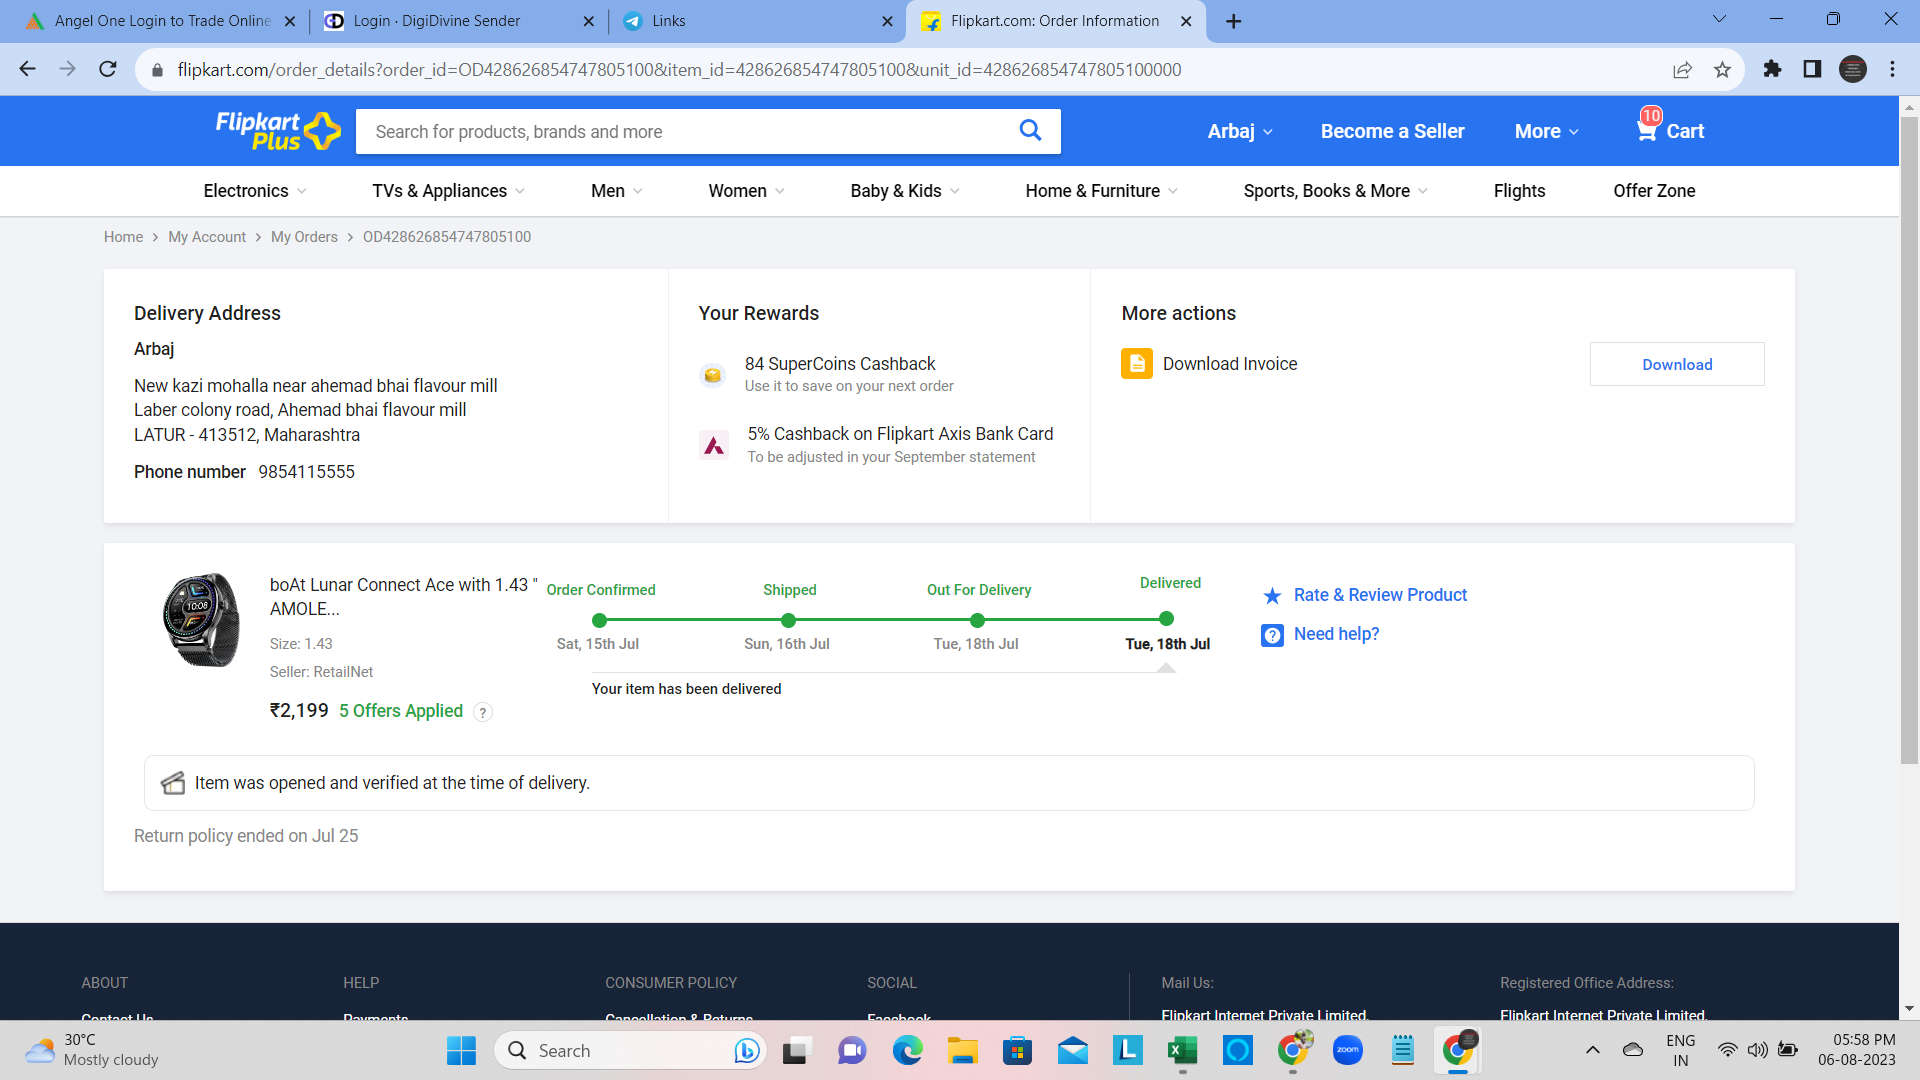 Angel One Login to Trade Online
Login · DigiDivine Sender
Links
Flipkart.com: Order Information
flipkart.com/order_details?order_id=OD428626854747805100&item_id=428626854747805100&unit_id=428626854747805100000
Flipkart
Plus
Search for products, brands and more
Arbaj
Become a Seller
More
10
Cart
Electronics
TVs & Appliances
Men
Women
Baby & Kids
Home & Furniture
Sports, Books & More
Flights
Offer Zone
Home > My Account > My Orders > OD428626854747805100
Delivery Address
Arbaj
New kazi mohalla near ahemad bhai flavour mill
Laber colony road, Ahemad bhai flavour mill
LATUR - 413512, Maharashtra
Phone number 9854115555
Your Rewards
84 SuperCoins Cashback
Use it to save on your next order
5% Cashback on Flipkart Axis Bank Card
To be adjusted in your September statement
More actions
Download Invoice
Download
boAt Lunar Connect Ace with 1.43 "
AMOLE...
Size: 1.43
Seller: RetailNet
₹2,199 5 Offers Applied ?
Order Confirmed
Shipped
Out For Delivery
Delivered
Sat, 15th Jul
Sun, 16th Jul
Tue, 18th Jul
Tue, 18th Jul
Your item has been delivered
Rate & Review Product
Need help?
10:08
Item was opened and verified at the time of delivery.
Return policy ended on Jul 25
ABOUT
HELP
CONSUMER POLICY
SOCIAL
Mail Us:
Registered Office Address:
Contact Us
Payments
Cancellation & Returns
Facebook
Flipkart Internet Private Limited,
Flipkart Internet Private Limited,
30°C
Mostly cloudy
Search
zoom
ENG
IN
05:58 PM
06-08-2023